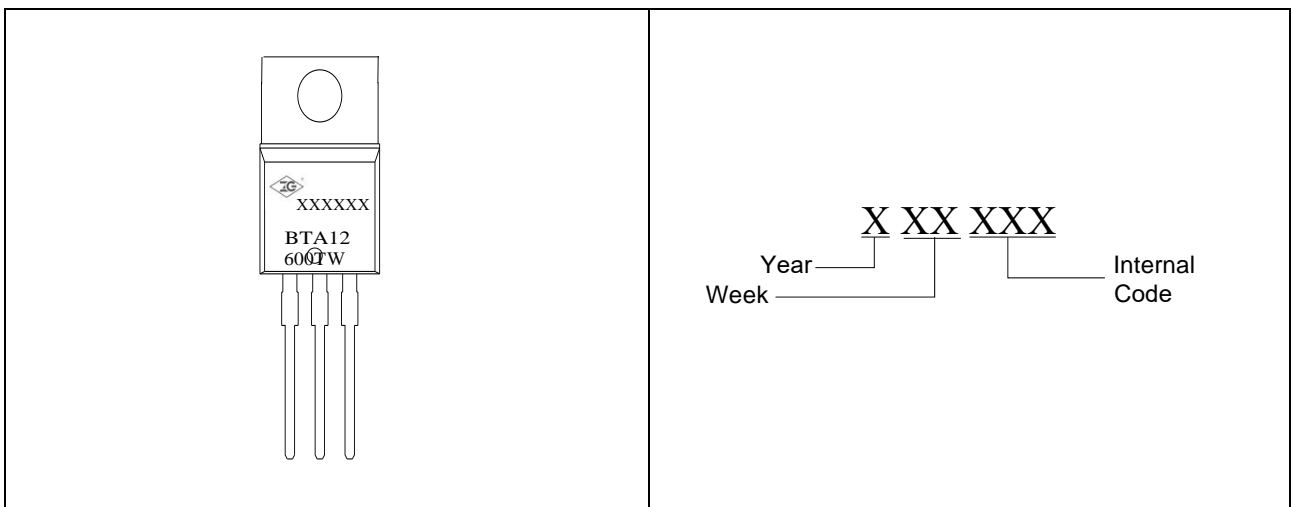 XXXXXX
BTA12
600TW
X XX XXX
Year
Week
Internal
Code